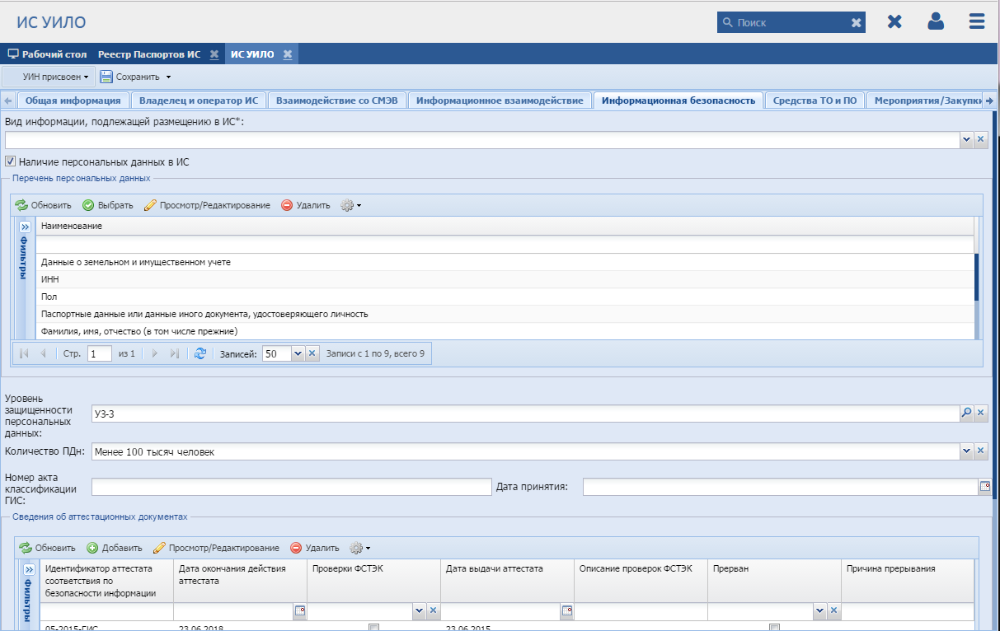 ИС УИЛО
Поиск
Рабочий стол Реестр Паспортов ИС ИС УИЛО
УИН присвоен Сохранить
Общая информация Владелец и оператор ИС Взаимодействие со СМЭВ Информационное взаимодействие Информационная безопасность Средства ТО и ПО Мероприятия/Закупки
Вид информации, подлежащей размещению в ИС*:
Наличие персональных данных в ИС
Перечень персональных данных
Обновить Выбрать Просмотр/Редактирование Удалить
Фильтры
Наименование
Данные о земельном и имущественном учете
ИНН
Пол
Паспортные данные или данные иного документа, удостоверяющего личность
Фамилия, имя, отчество (в том числе прежние)
Стр. 1 из 1 Записей: 50 Записи с 1 по 9, всего 9
Уровень
защищенности
персональных
данных:
УЗ-3
Количество ПДн: Менее 100 тысяч человек
Номер акта
классификации
ГИС:
Дата принятия:
Сведения об аттестационных документах
Обновить Добавить Просмотр/Редактирование Удалить
Фильтры
Идентификатор аттестата
соответствия по
безопасности информации
Дата окончания действия
аттестата
Проверки ФСТЭК
Дата выдачи аттестата
Описание проверок ФСТЭК
Прерван
Причина прерывания
05-2015-ГИС 23.06.2018 23.06.2015